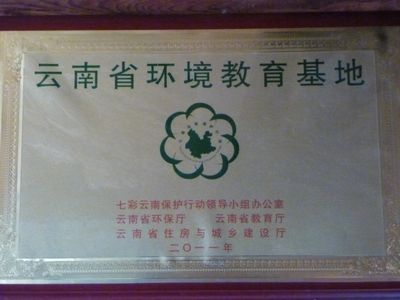 云南省环境教育基地
七彩云南保护行动领导小组办公室
云南省环保厅 云南省教育厅
云南省住房与城乡建设厅
二〇一一年